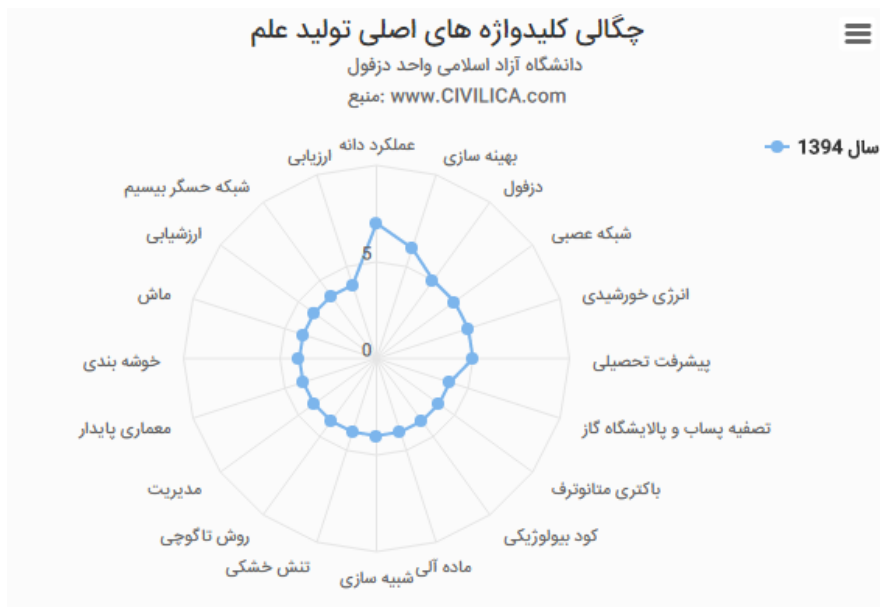 چگالی کلیدواژه های اصلی تولید علم
دانشگاه آزاد اسلامی واحد دزفول
منبع: www.CIVILICA.com
سال 1394
عملکرد دانه
بهینه سازی
دزفول
شبکه عصبی
انرژی خورشیدی
پیشرفت تحصیلی
تصفیه پساب و پالایشگاه گاز
باکتری متانوترف
کود بیولوژیکی
ماده آلی
شبیه سازی
تنش خشکی
روش تاگوچی
مدیریت
معماری پایدار
خوشه بندی
ماش
ارزشیابی
شبکه حسگر بیسیم
ارزیابی
5
0